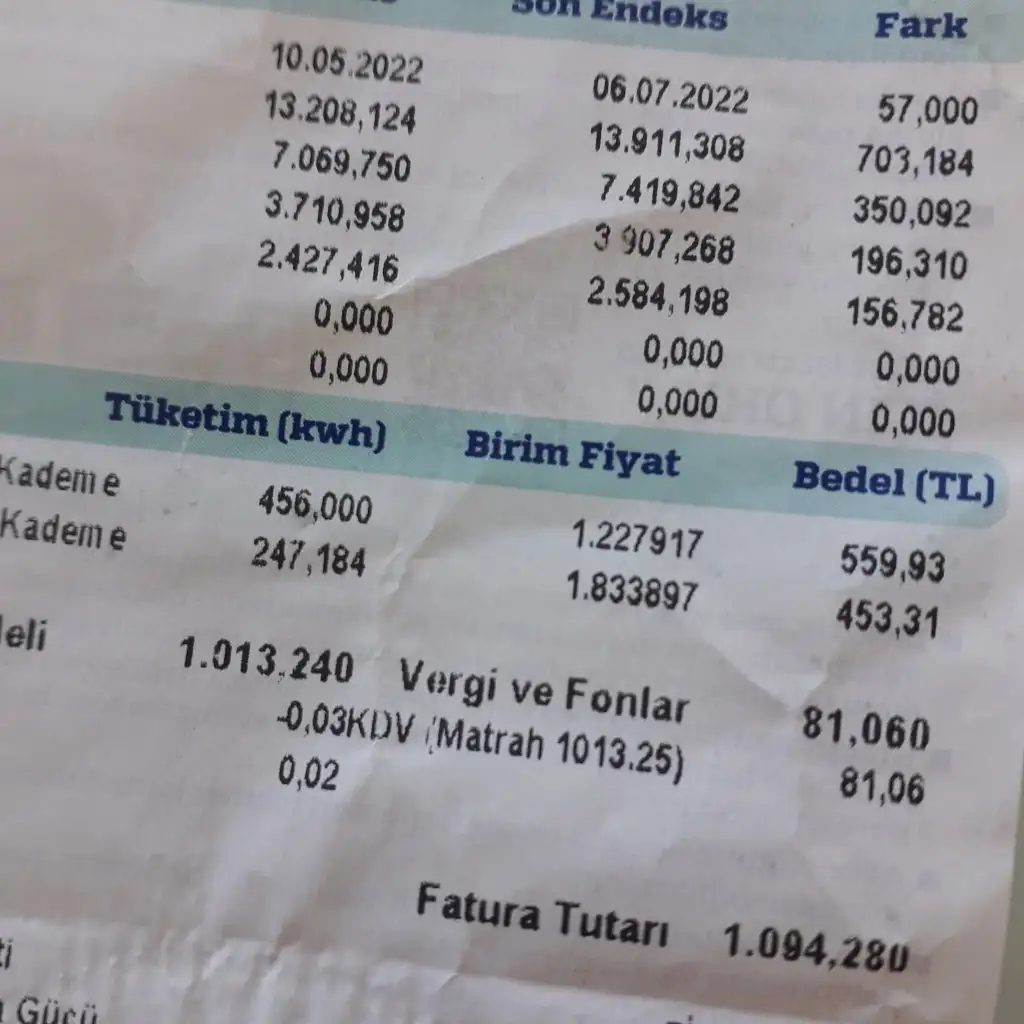 Son Endeks Fark
10.05.2022 06.07.2022 57,000
13.208,124 13.911,308 703,184
7.069,750 7.419,842 350,092
3.710,958 3 907,268 196,310
2.427,416 2.584,198 156,782
0,000 0,000 0,000
0,000 0,000 0,000
Tüketim (kwh) Birim Fiyat Bedel (TL)
Kademe 456,000 1.227917 559,93
Kademe 247,184 1.833897 453,31
1.013,240 Vergi ve Fonlar 81,060
-0,03KDV (Matrah 1013.25) 81,06
0,02
Fatura Tutarı 1.094,280
Gücü